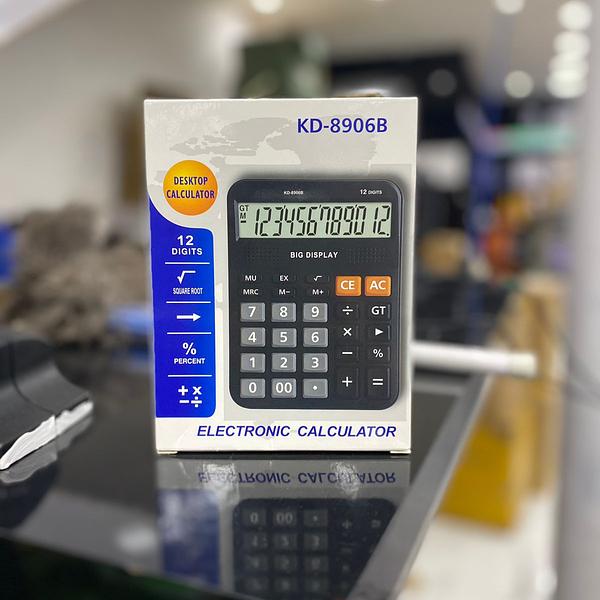 KD-8906B
DESKTOP
CALCULATOR
12
DIGITS
√
SQUARE ROOT
→
%
PERCENT
+ ×
− ÷
KD-8906B 12 DIGITS
GT
M
−
123456789012.
BIG DISPLAY
MU EX √ CE AC
MRC M− M+
7 8 9 ÷ GT
4 5 6 × ▶
1 2 3 − %
0 00 • + =
ELECTRONIC CALCULATOR